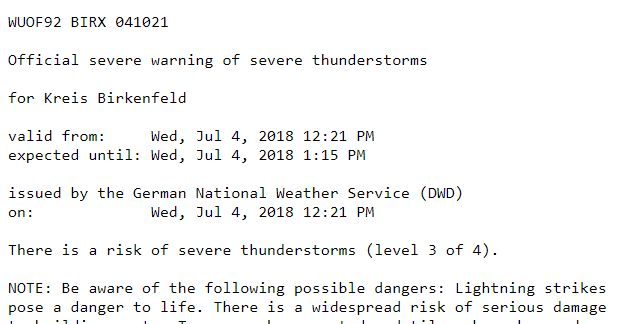 WUOF92 BIRX 041021
Official severe warning of severe thunderstorms
for Kreis Birkenfeld
valid from: Wed, Jul 4, 2018 12:21 PM
expected until: Wed, Jul 4, 2018 1:15 PM
issued by the German National Weather Service (DWD)
on: Wed, Jul 4, 2018 12:21 PM
There is a risk of severe thunderstorms (level 3 of 4).
NOTE: Be aware of the following possible dangers: Lightning strikes
pose a danger to life. There is a widespread risk of serious damage